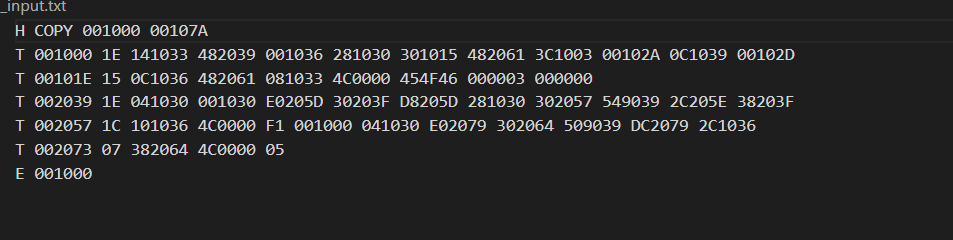 _input.txt
H COPY 001000 00107A
T 001000 1E 141033 482039 001036 281030 301015 482061 3C1003 00102A 0C1039 00102D
T 00101E 15 0C1036 482061 081033 4C0000 454F46 000003 000000
T 002039 1E 041030 001030 E0205D 30203F D8205D 281030 302057 549039 2C205E 38203F
T 002057 1C 101036 4C0000 F1 001000 041030 E02079 302064 509039 DC2079 2C1036
T 002073 07 382064 4C0000 05
E 001000